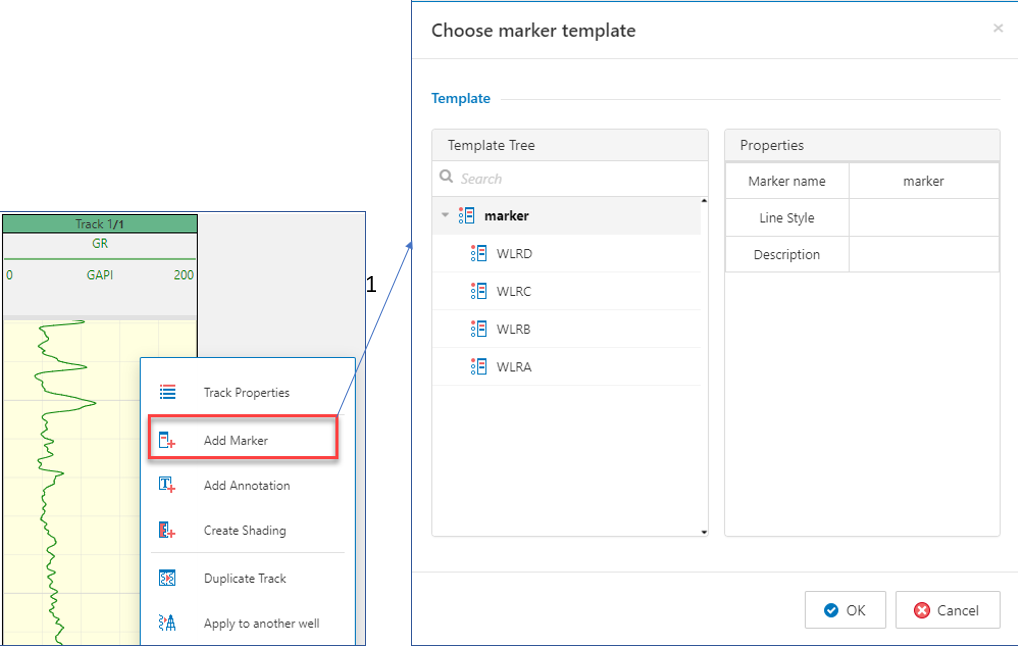 Track 1/1
GR
0 GAPI 200
Track Properties
Add Marker
Add Annotation
Create Shading
Duplicate Track
Apply to another well
1
Choose marker template
Template
Template Tree
Search
marker
WLRD
WLRC
WLRB
WLRA
Properties
Marker name marker
Line Style
Description
OK Cancel